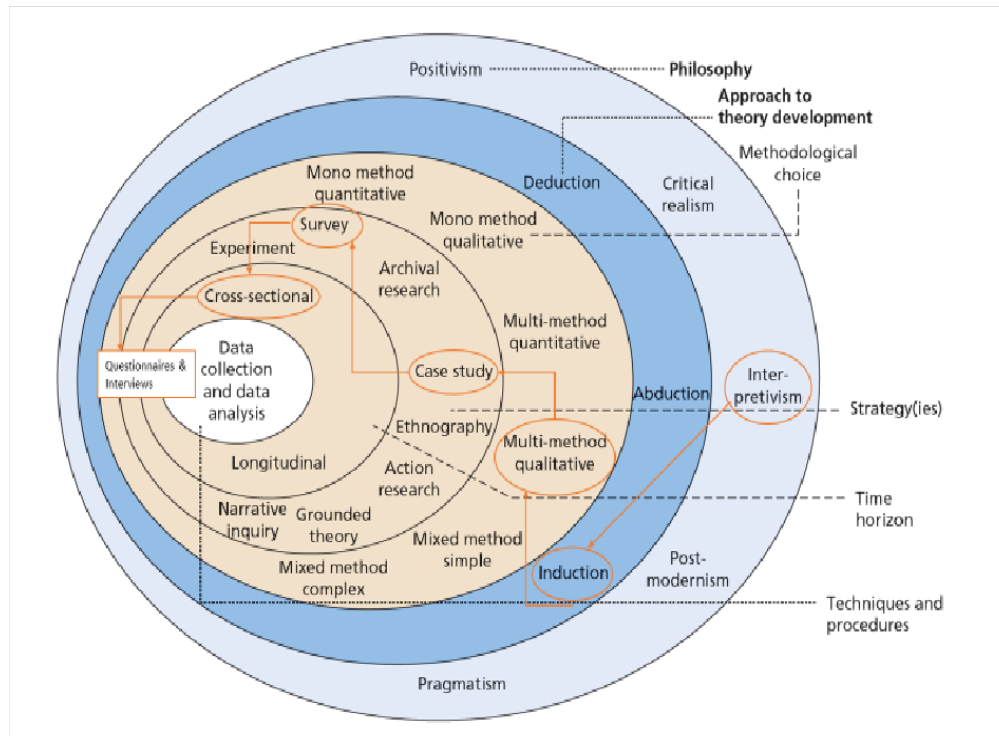 Positivism
Philosophy
Approach to
theory development
Methodological
choice
Mono method
quantitative
Deduction
Critical
realism
Mono method
qualitative
Survey
Experiment
Archival
research
Cross-sectional
Multi-method
quantitative
Data
collection
and data
analysis
Questionnaires &
Interviews
Case study
Inter-
pretivism
Abduction
Strategy(ies)
Ethnography
Multi-method
qualitative
Longitudinal
Action
research
Time
horizon
Narrative
inquiry
Grounded
theory
Mixed method
simple
Mixed method
complex
Induction
Post-
modernism
Techniques and
procedures
Pragmatism